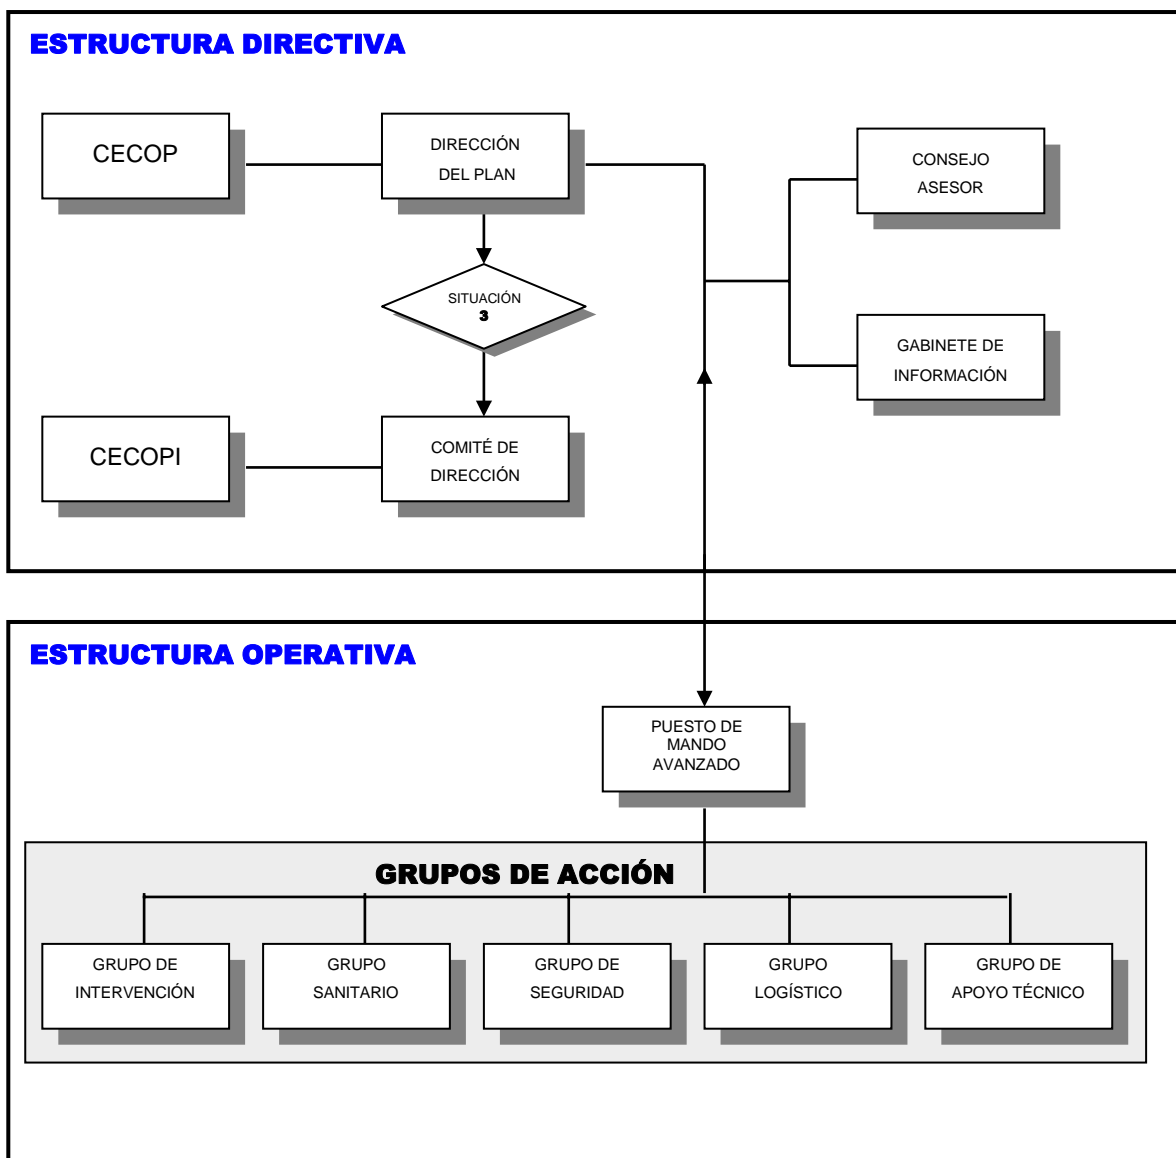 ESTRUCTURA DIRECTIVA
CECOP
DIRECCIÓN
DEL PLAN
CONSEJO
ASESOR
SITUACIÓN
3
GABINETE DE
INFORMACIÓN
CECOPI
COMITÉ DE
DIRECCIÓN
ESTRUCTURA OPERATIVA
PUESTO DE
MANDO
AVANZADO
GRUPOS DE ACCIÓN
GRUPO DE
INTERVENCIÓN
GRUPO
SANITARIO
GRUPO DE
SEGURIDAD
GRUPO
LOGÍSTICO
GRUPO DE
APOYO TÉCNICO